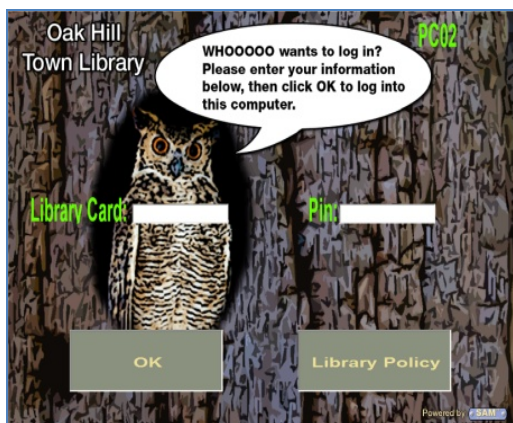 Oak Hill
Town Library
PC02
WHOOOOO wants to log in?
Please enter your information
below, then click OK to log into
this computer.
Library Card:
Pin:
OK
Library Policy
Powered by SAM